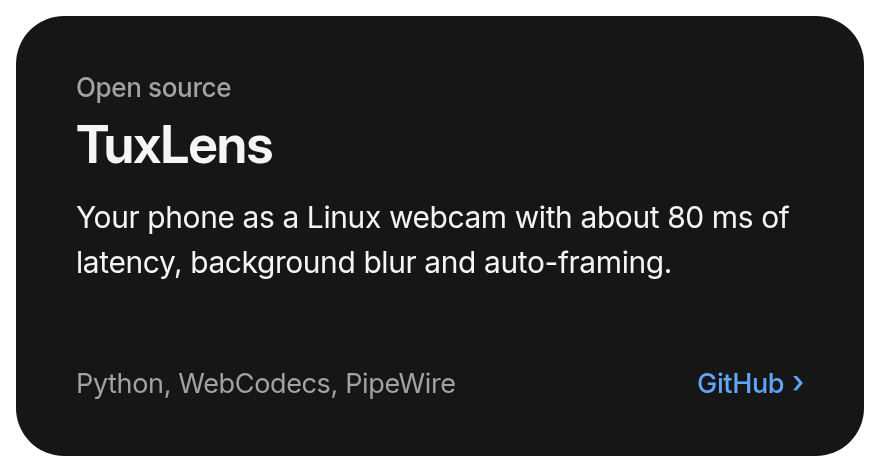 Open source
TuxLens
Your phone as a Linux webcam with about 80 ms of
latency, background blur and auto-framing.
Python, WebCodecs, PipeWire
GitHub ›